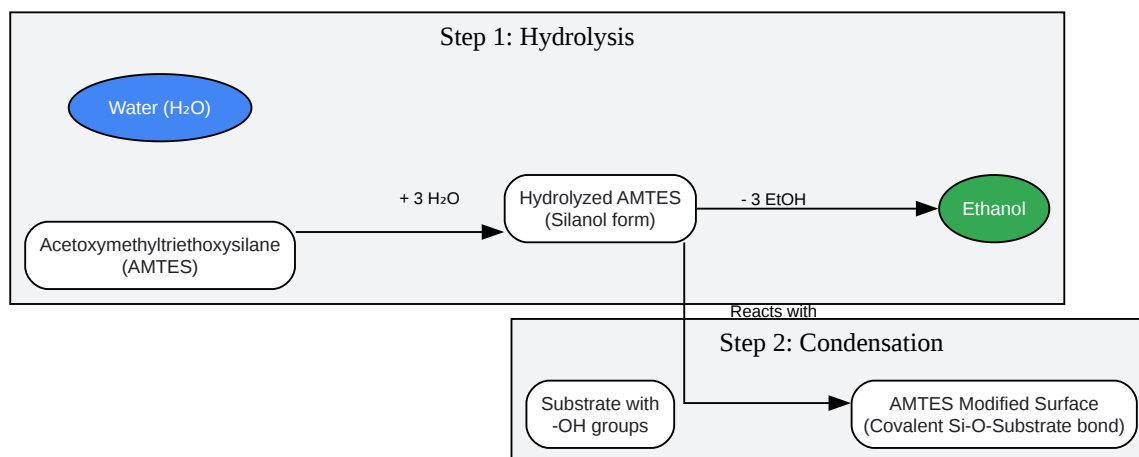 Step 1: Hydrolysis
Water (H₂O)
+ 3 H₂O
Hydrolyzed AMTES
(Silanol form)
- 3 EtOH
Ethanol
Acetoxymethyltriethoxysilane
(AMTES)
Reacts with
Step 2: Condensation
Substrate with
-OH groups
AMTES Modified Surface
(Covalent Si-O-Substrate bond)